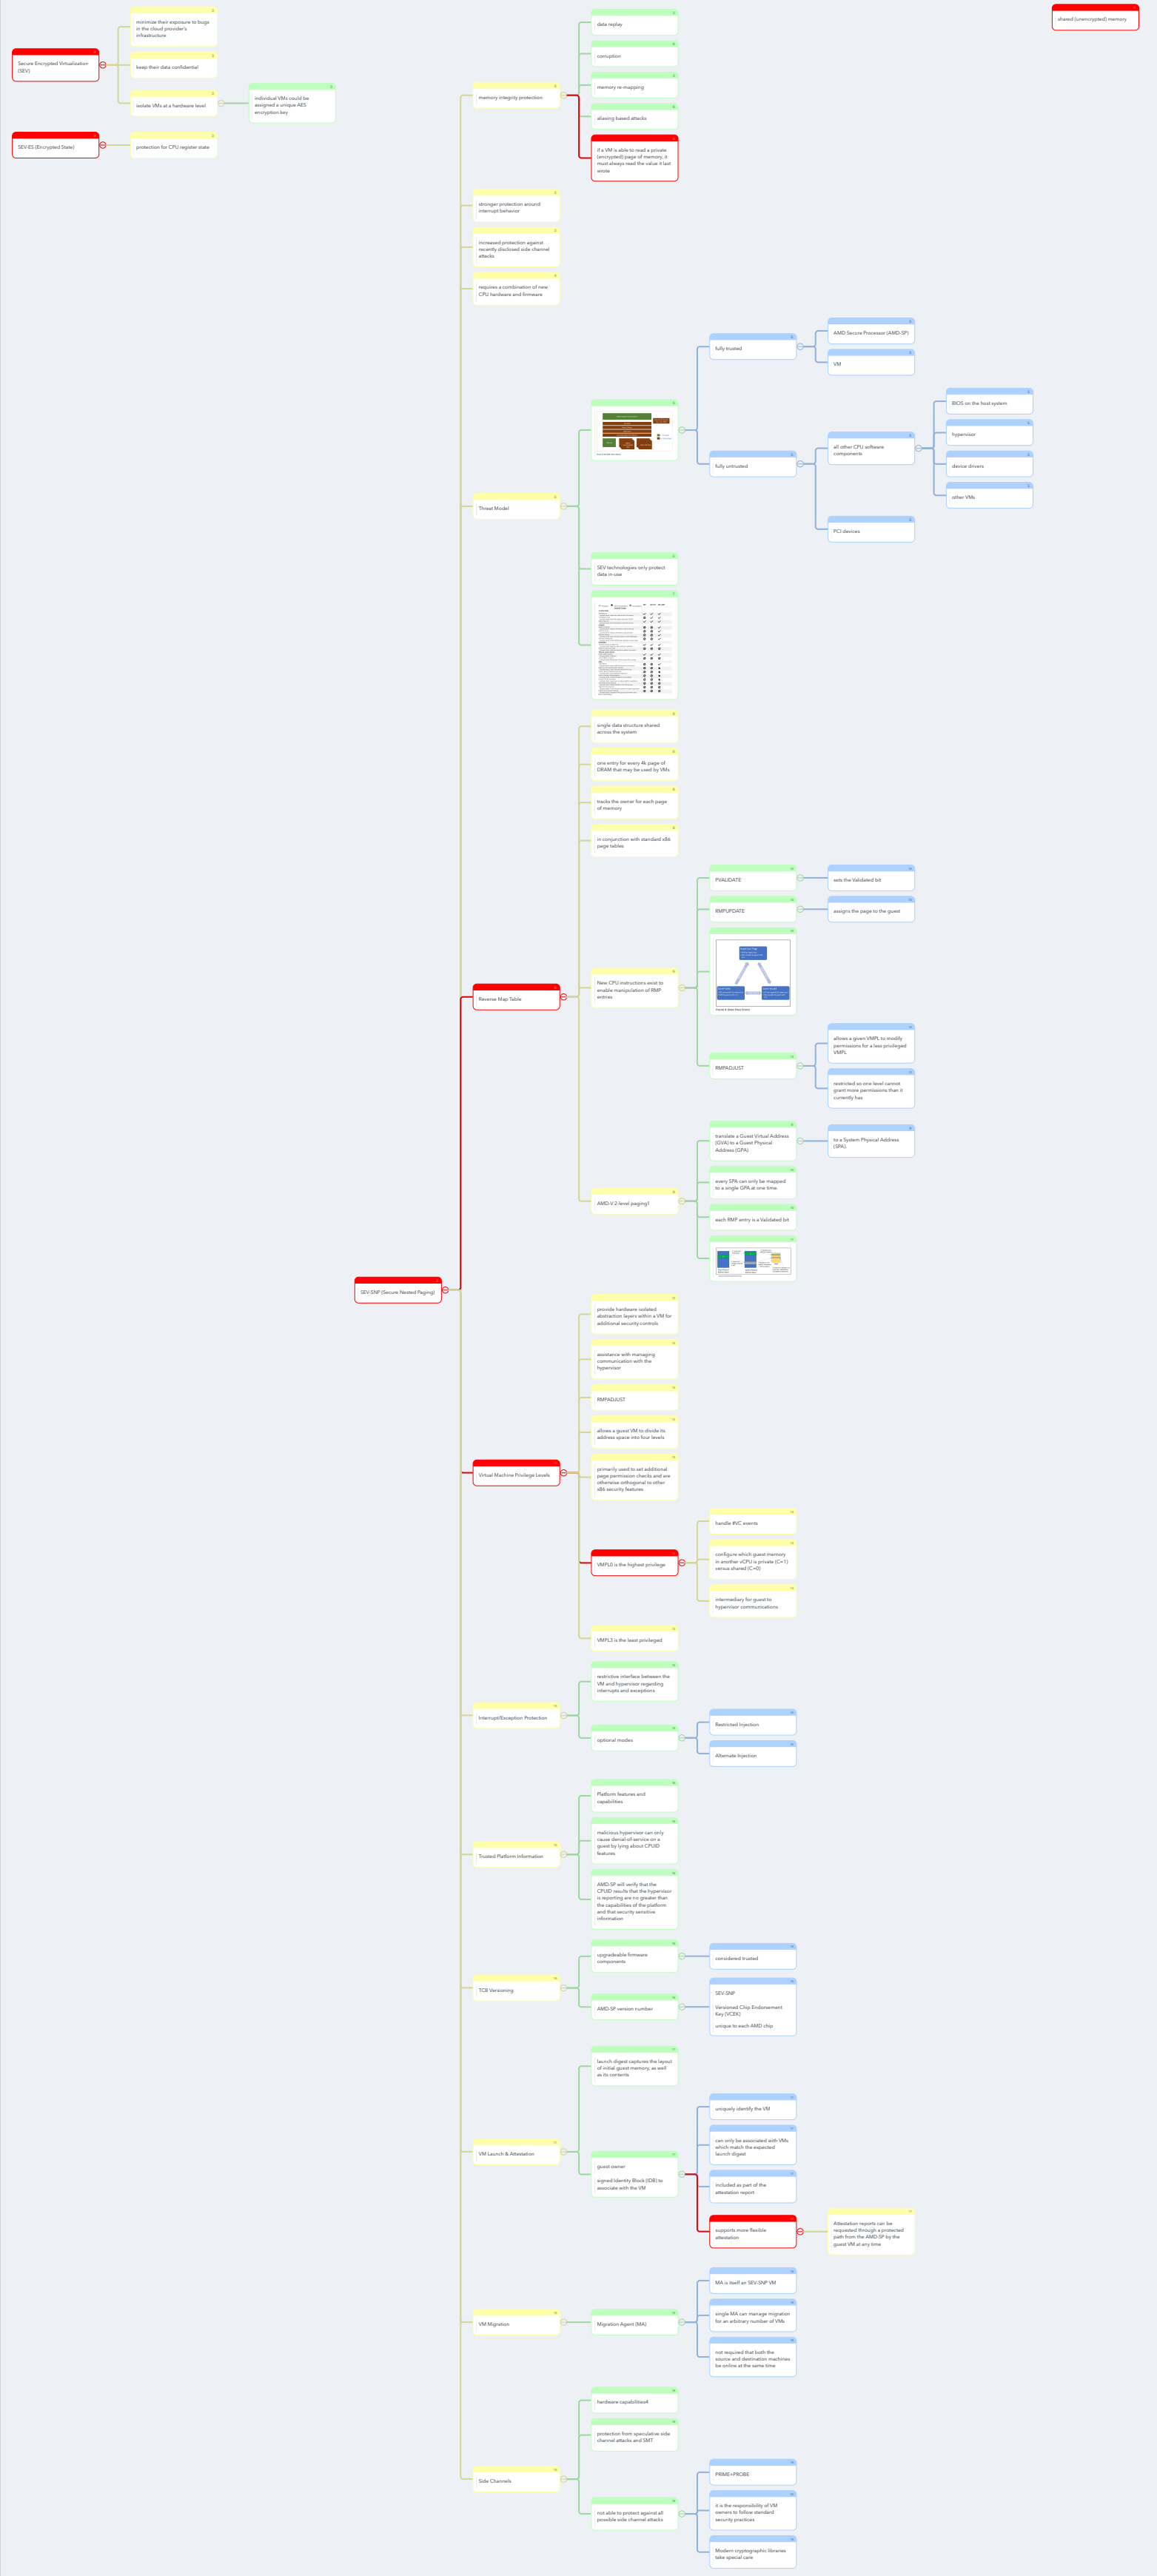 Secure Encrypted Virtualization
(SEV)
minimize their exposure to bugs
in the cloud provider's
infrastructure
keep their data confidential
isolate VMs at a hardware level
individual VMs could be
assigned a unique AES
encryption key
SEV-ES (Encrypted State)
protection for CPU register state
shared (unencrypted) memory
SEV-SNP (Secure Nested Paging)
memory integrity protection
data replay
corruption
memory re-mapping
aliasing based attacks
if a VM is able to read a private
(encrypted) page of memory, it
must always read the value it last
wrote
stronger protection around
interrupt behavior
increased protection against
recently disclosed side channel
attacks
requires a combination of new
CPU hardware and firmware
Threat Model
fully trusted
AMD Secure Processor (AMD-SP)
VM
fully untrusted
all other CPU software
components
BIOS on the host system
hypervisor
device drivers
other VMs
PCI devices
SEV technologies only protect
data in-use
Reverse Map Table
single data structure shared
across the system
one entry for every 4k page of
DRAM that may be used by VMs
tracks the owner for each page
of memory
in conjunction with standard x86
page tables
New CPU instructions exist to
enable manipulation of RMP
entries
PVALIDATE
sets the Validated bit
RMPUPDATE
assigns the page to the guest
RMPADJUST
allows a given VMPL to modify
permissions for a less privileged
VMPL
restricted so one level cannot
grant more permissions than it
currently has
AMD-V 2-level paging1
translate a Guest Virtual Address
(GVA) to a Guest Physical
Address (GPA)
to a System Physical Address
(SPA).
every SPA can only be mapped
to a single GPA at one time.
each RMP entry is a Validated bit
Virtual Machine Privilege Levels
provide hardware isolated
abstraction layers within a VM for
additional security controls
assistance with managing
communication with the
hypervisor
RMPADJUST
allows a guest VM to divide its
address space into four levels
primarily used to set additional
page permission checks and are
otherwise orthogonal to other
x86 security features
VMPL0 is the highest privilege
handle #VC events
configure which guest memory
in another vCPU is private (C=1)
versus shared (C=0)
intermediary for guest to
hypervisor communications
VMPL3 is the least privileged
Interrupt/Exception Protection
restrictive interface between the
VM and hypervisor regarding
interrupts and exceptions
optional modes
Restricted Injection
Alternate Injection
Trusted Platform Information
Platform features and
capabilities
malicious hypervisor can only
cause denial-of-service on a
guest by lying about CPUID
features
AMD-SP will verify that the
CPUID results that the hypervisor
is reporting are no greater than
the capabilities of the platform
and that security sensitive
information
TCB Versioning
upgradeable firmware
components
considered trusted
AMD-SP version number
SEV-SNP
Versioned Chip Endorsement
Key (VCEK)
unique to each AMD chip
VM Launch & Attestation
launch digest captures the layout
of initial guest memory, as well
as its contents
guest owner
signed Identity Block (IDB) to
associate with the VM
uniquely identify the VM
can only be associated with VMs
which match the expected
launch digest
included as part of the
attestation report
supports more flexible
attestation
Attestation reports can be
requested through a protected
path from the AMD-SP by the
guest VM at any time
VM Migration
Migration Agent (MA)
MA is itself an SEV-SNP VM
single MA can manage migration
for an arbitrary number of VMs
not required that both the
source and destination machines
be online at the same time
Side Channels
hardware capabilities4
protection from speculative side
channel attacks and SMT
not able to protect against all
possible side channel attacks
PRIME+PROBE
it is the responsibility of VM
owners to follow standard
security practices
Modern cryptographic libraries
take special care